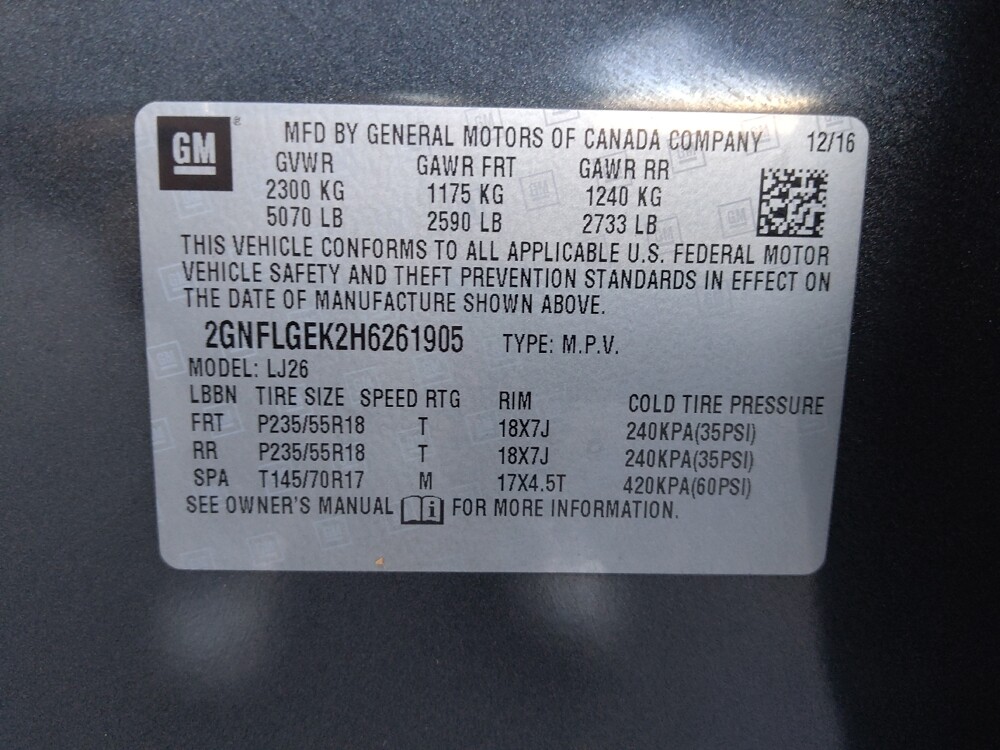 GM ® MFD BY GENERAL MOTORS OF CANADA COMPANY 12/16
GVWR GAWR FRT GAWR RR
2300 KG 1175 KG 1240 KG
5070 LB 2590 LB 2733 LB
THIS VEHICLE CONFORMS TO ALL APPLICABLE U.S. FEDERAL MOTOR
VEHICLE SAFETY AND THEFT PREVENTION STANDARDS IN EFFECT ON
THE DATE OF MANUFACTURE SHOWN ABOVE.
2GNFLGEK2H6261905 TYPE: M.P.V.
MODEL: LJ26
LBBN TIRE SIZE SPEED RTG RIM COLD TIRE PRESSURE
FRT P235/55R18 T 18X7J 240KPA(35PSI)
RR P235/55R18 T 18X7J 240KPA(35PSI)
SPA T145/70R17 M 17X4.5T 420KPA(60PSI)
SEE OWNER'S MANUAL i FOR MORE INFORMATION.